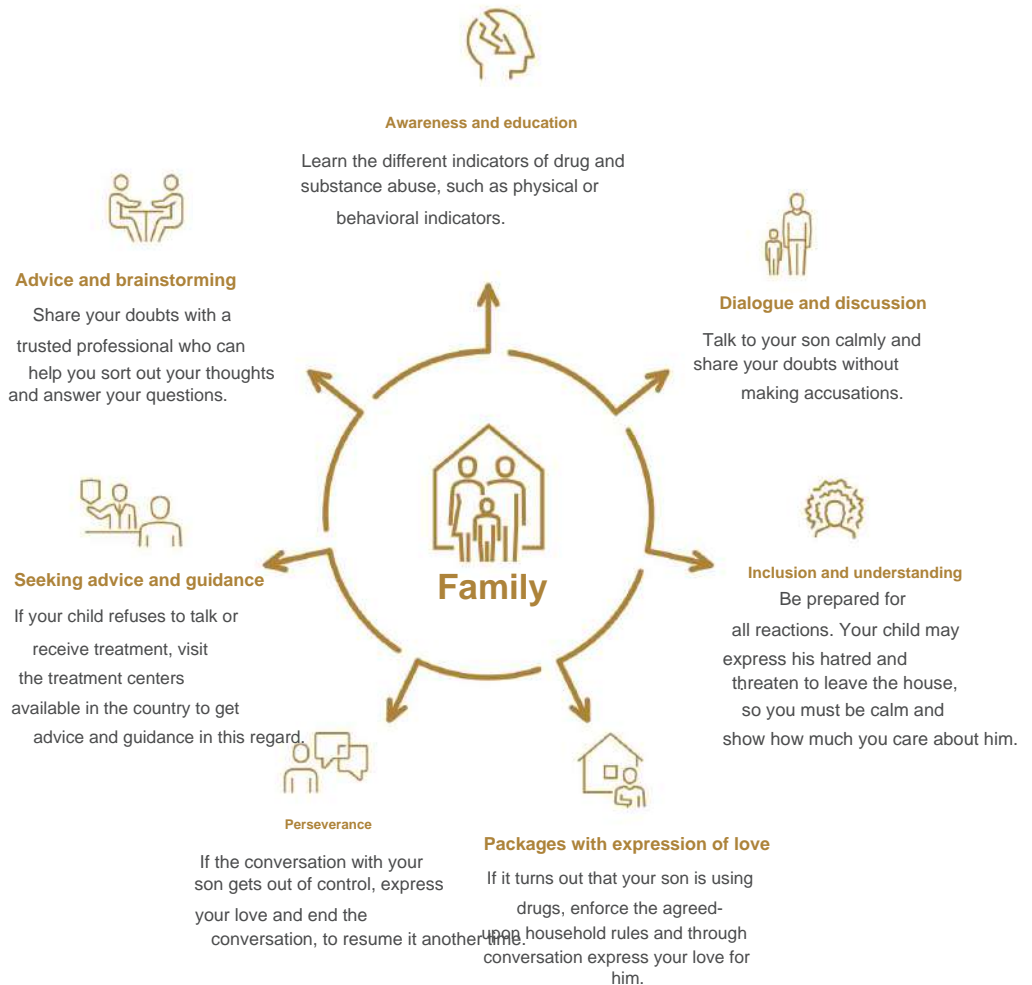 Awareness and education
Learn the different indicators of drug and
substance abuse, such as physical or
behavioral indicators.
Dialogue and discussion
Talk to your son calmly and
share your doubts without
making accusations.
Inclusion and understanding
Be prepared for
all reactions. Your child may
express his hatred and
threaten to leave the house,
so you must be calm and
show how much you care about him.
Packages with expression of love
If it turns out that your son is using
drugs, enforce the agreed-
upon household rules and through
conversation express your love for
him.
Perseverance
If the conversation with your
son gets out of control, express
your love and end the
conversation, to resume it another time.
Seeking advice and guidance
If your child refuses to talk or
receive treatment, visit
the treatment centers
available in the country to get
advice and guidance in this regard.
Advice and brainstorming
Share your doubts with a
trusted professional who can
help you sort out your thoughts
and answer your questions.
Family